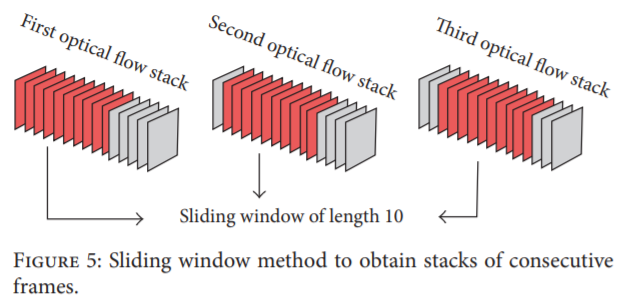 First optical flow stack
Second optical flow stack
Third optical flow stack
Sliding window of length 10
FIGURE 5: Sliding window method to obtain stacks of consecutive
frames.